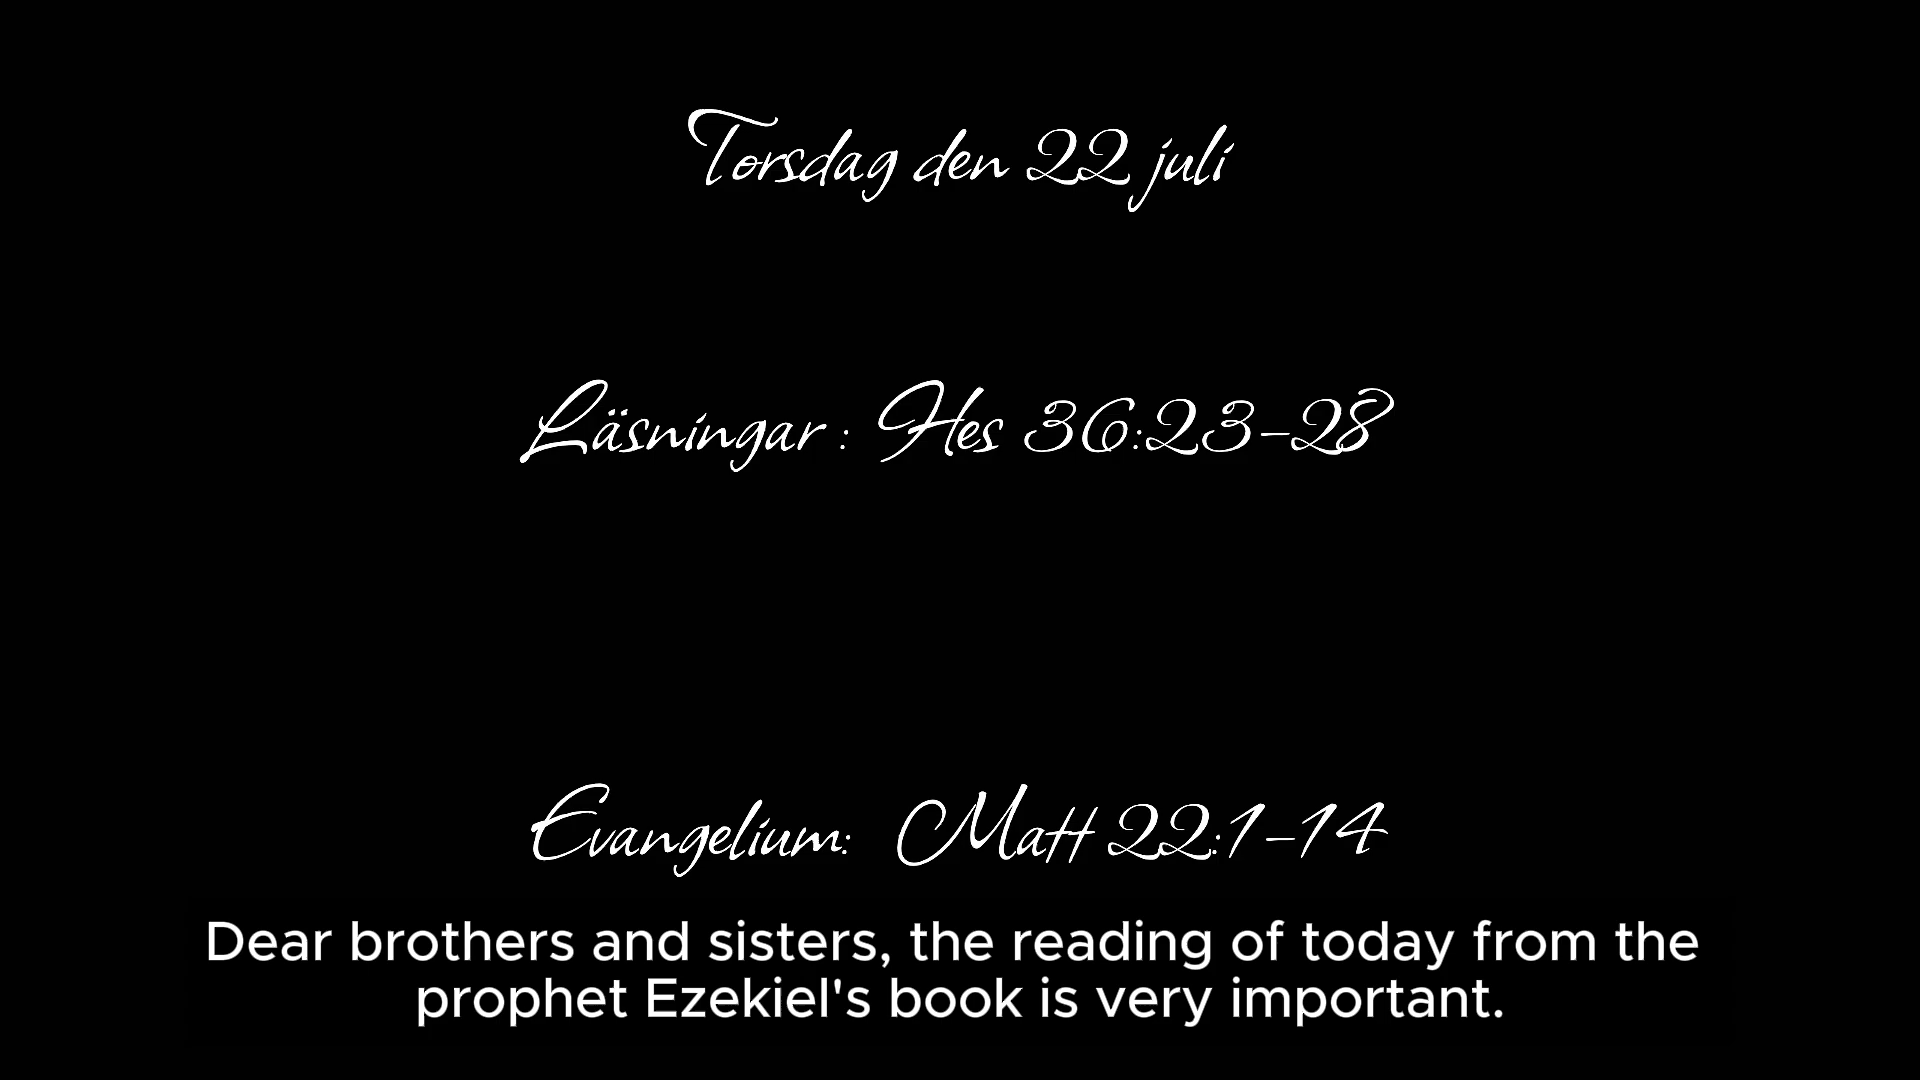 Torsdag den 22 juli
Läsningar : Hes 36:23-28
Evangelium: Matt 22:1-14
Dear brothers and sisters, the reading of today from the
prophet Ezekiel's book is very important.